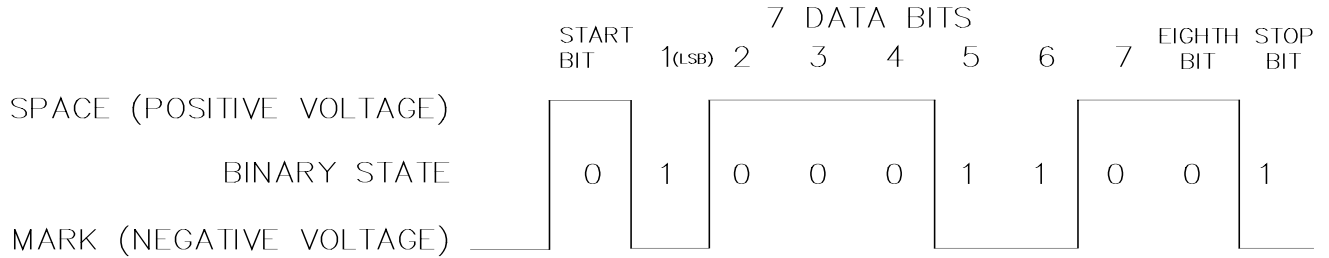 7 DATA BITS
START BIT 1(LSB) 2 3 4 5 6 7 EIGHTH BIT STOP BIT
SPACE (POSITIVE VOLTAGE)
BINARY STATE 0 1 0 0 0 1 1 0 0 1
MARK (NEGATIVE VOLTAGE)